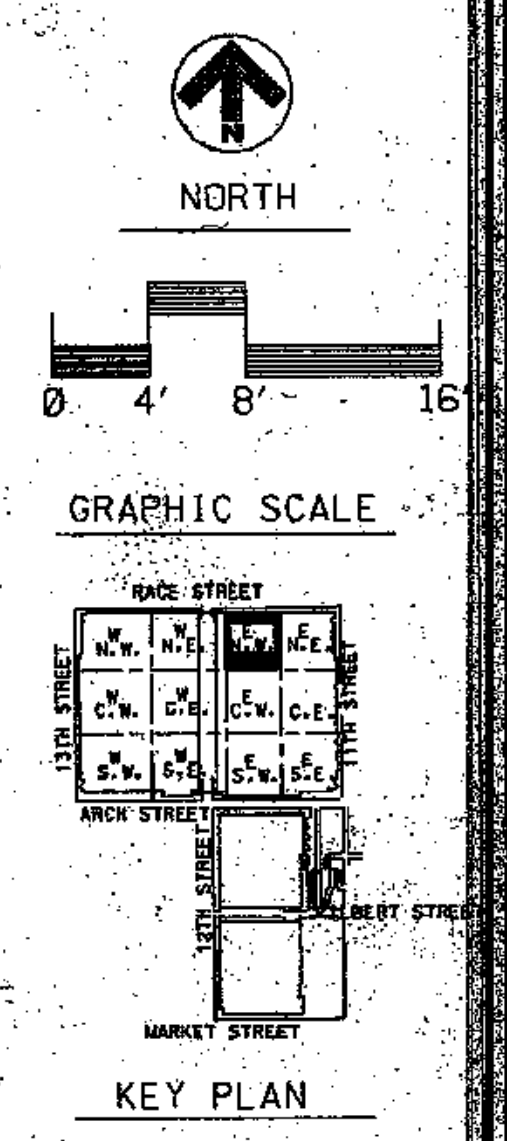 N
NORTH
0 4' 8' 16'
GRAPHIC SCALE
RACE STREET
W W E E
N.W. N.E. N.W. N.E.
13TH STREET
11TH STREET
W W E E
C.W. C.E. C.W. C.E.
W W E E
S.W. S.E. S.W. S.E.
ARCH STREET
12TH STREET
MARKET STREET
KEY PLAN